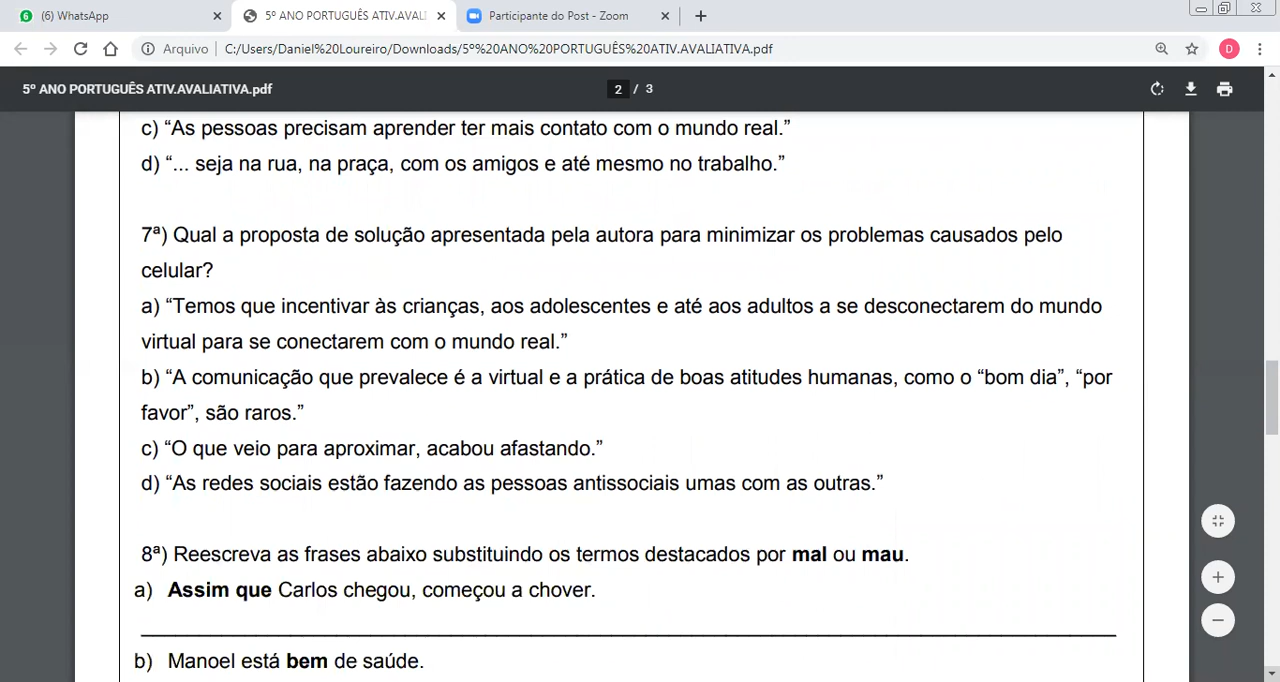 6 (6) WhatsApp
5º ANO PORTUGUÊS ATIV.AVALI
Participante do Post - Zoom
Arquivo
C:/Users/Daniel%20Loureiro/Downloads/5º%20ANO%20PORTUGUÊS%20ATIV.AVALIATIVA.pdf
D
5º ANO PORTUGUÊS ATIV.AVALIATIVA.pdf
2 / 3
c) “As pessoas precisam aprender ter mais contato com o mundo real.”
d) “... seja na rua, na praça, com os amigos e até mesmo no trabalho.”
7ª) Qual a proposta de solução apresentada pela autora para minimizar os problemas causados pelo
celular?
a) “Temos que incentivar às crianças, aos adolescentes e até aos adultos a se desconectarem do mundo
virtual para se conectarem com o mundo real.”
b) “A comunicação que prevalece é a virtual e a prática de boas atitudes humanas, como o “bom dia”, “por
favor”, são raros.”
c) “O que veio para aproximar, acabou afastando.”
d) “As redes sociais estão fazendo as pessoas antissociais umas com as outras.”
8ª) Reescreva as frases abaixo substituindo os termos destacados por mal ou mau.
a) Assim que Carlos chegou, começou a chover.
b) Manoel está bem de saúde.